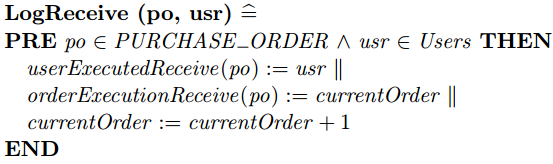 LogReceive (po, usr) ≙
PRE po ∈ PURCHASE_ORDER ∧ usr ∈ Users THEN
userExecutedReceive(po) := usr ||
orderExecutionReceive(po) := currentOrder ||
currentOrder := currentOrder + 1
END